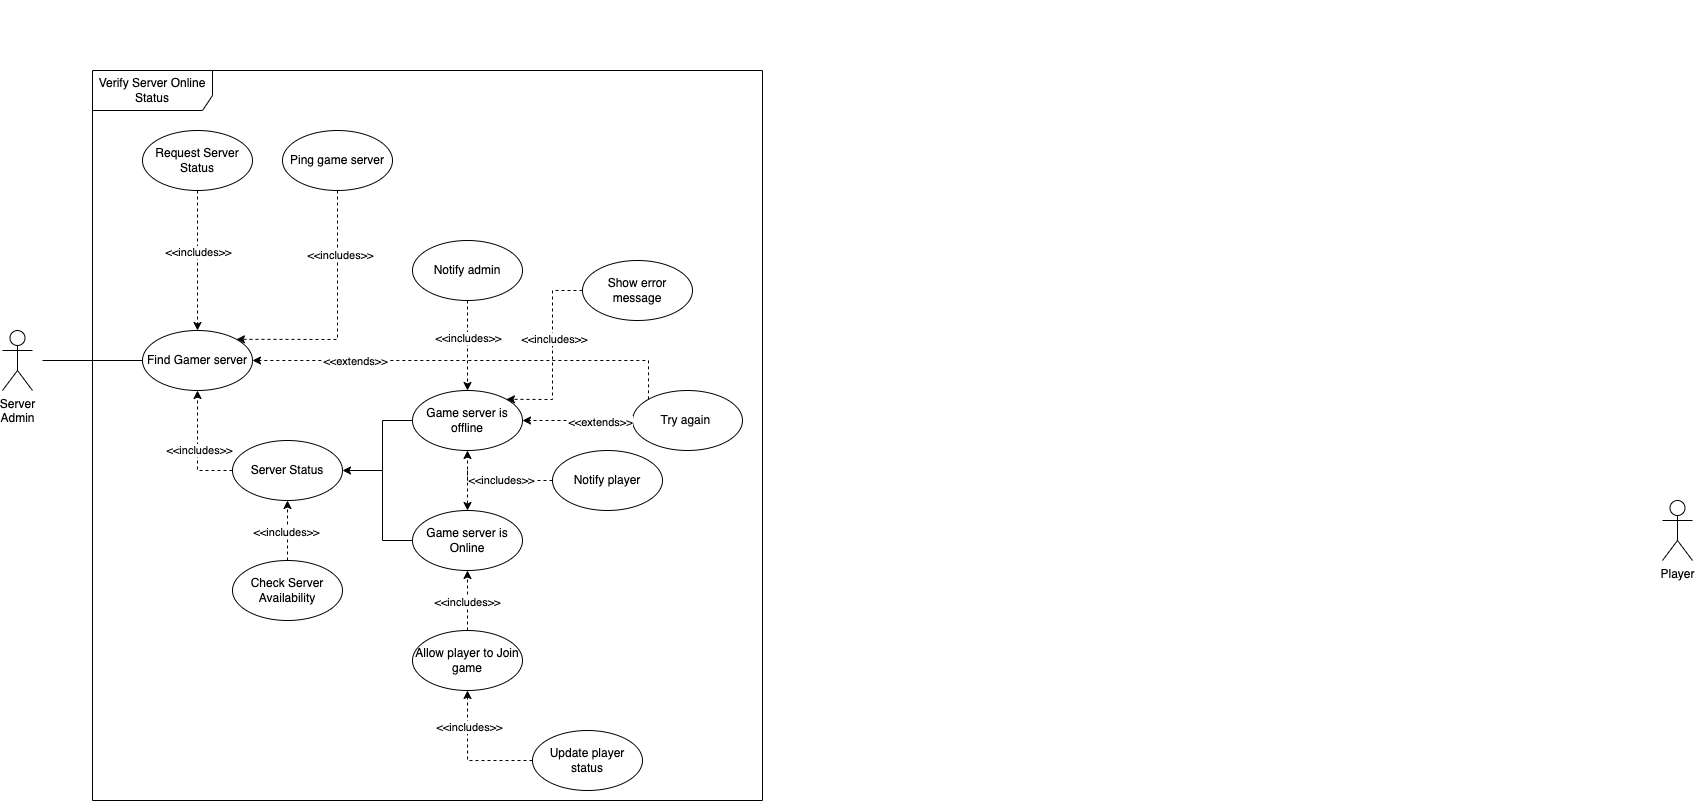 Verify Server Online
Status
Request Server
Status
Ping game server
<<includes>>
<<includes>>
Notify admin
Show error
message
<<includes>>
<<includes>>
Find Gamer server
<<extends>>
Server
Admin
Game server is
offline
<<extends>>
Try again
<<includes>>
Server Status
<<includes>>
Notify player
<<includes>>
Game server is
Online
Check Server
Availability
Player
<<includes>>
Allow player to Join
game
<<includes>>
Update player
status